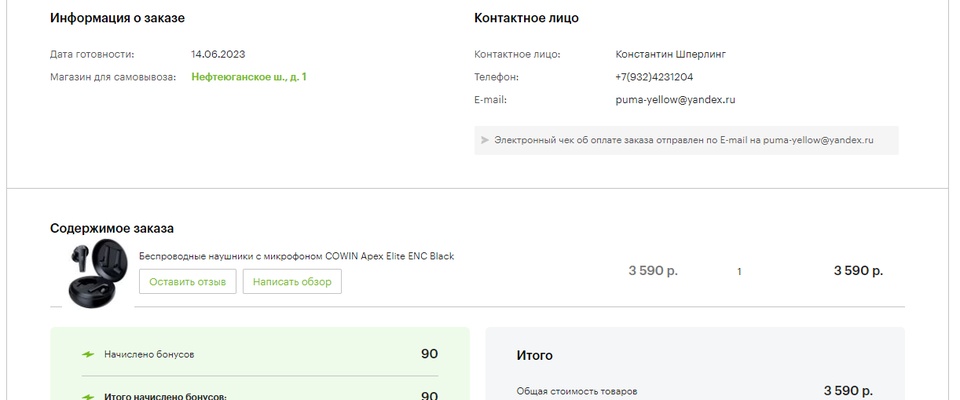 Информация о заказе
Дата готовности: 14.06.2023
Магазин для самовывоза: Нефтеюганское ш., д. 1
Контактное лицо
Контактное лицо: Константин Шперлинг
Телефон: +7(932)4231204
E-mail: puma-yellow@yandex.ru
Электронный чек об оплате заказа отправлен по E-mail на puma-yellow@yandex.ru
Содержимое заказа
Беспроводные наушники с микрофоном COWIN Apex Elite ENC Black
Оставить отзыв Написать обзор
3 590 р. 1 3 590 р.
Начислено бонусов 90
Итого начислено бонусов: 90
Итого
Общая стоимость товаров 3 590 р.